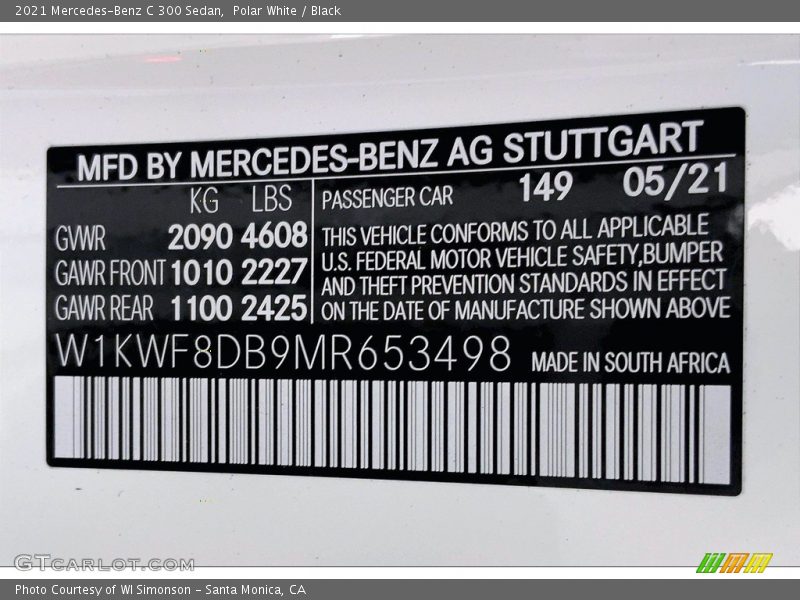 2021 Mercedes-Benz C 300 Sedan, Polar White / Black
MFD BY MERCEDES-BENZ AG STUTTGART
KG LBS
GVWR 2090 4608
GAWR FRONT 1010 2227
GAWR REAR 1100 2425
PASSENGER CAR 149 05/21
THIS VEHICLE CONFORMS TO ALL APPLICABLE
U.S. FEDERAL MOTOR VEHICLE SAFETY,BUMPER
AND THEFT PREVENTION STANDARDS IN EFFECT
ON THE DATE OF MANUFACTURE SHOWN ABOVE
W1KWF8DB9MR653498 MADE IN SOUTH AFRICA
GTCARLOT.COM
Photo Courtesy of WI Simonson - Santa Monica, CA